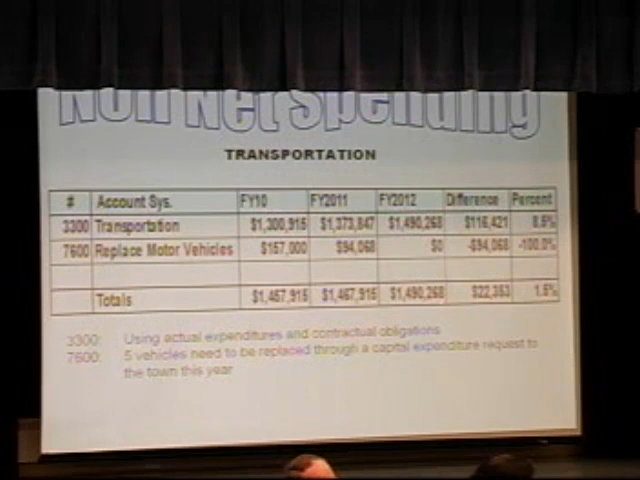 Non Net Spending
TRANSPORTATION
# Account Sys. FY10 FY2011 FY2012 Difference Percent
3300 Transportation $1,300,915 $1,373,847 $1,490,268 $116,421 8.5%
7600 Replace Motor Vehicles $157,000 $94,068 $0 -$94,068 -100.0%
Totals $1,467,915 $1,467,915 $1,490,268 $22,353 1.5%
3300: Using actual expenditures and contractual obligations
7600: 5 vehicles need to be replaced through a capital expenditure request to
the town this year